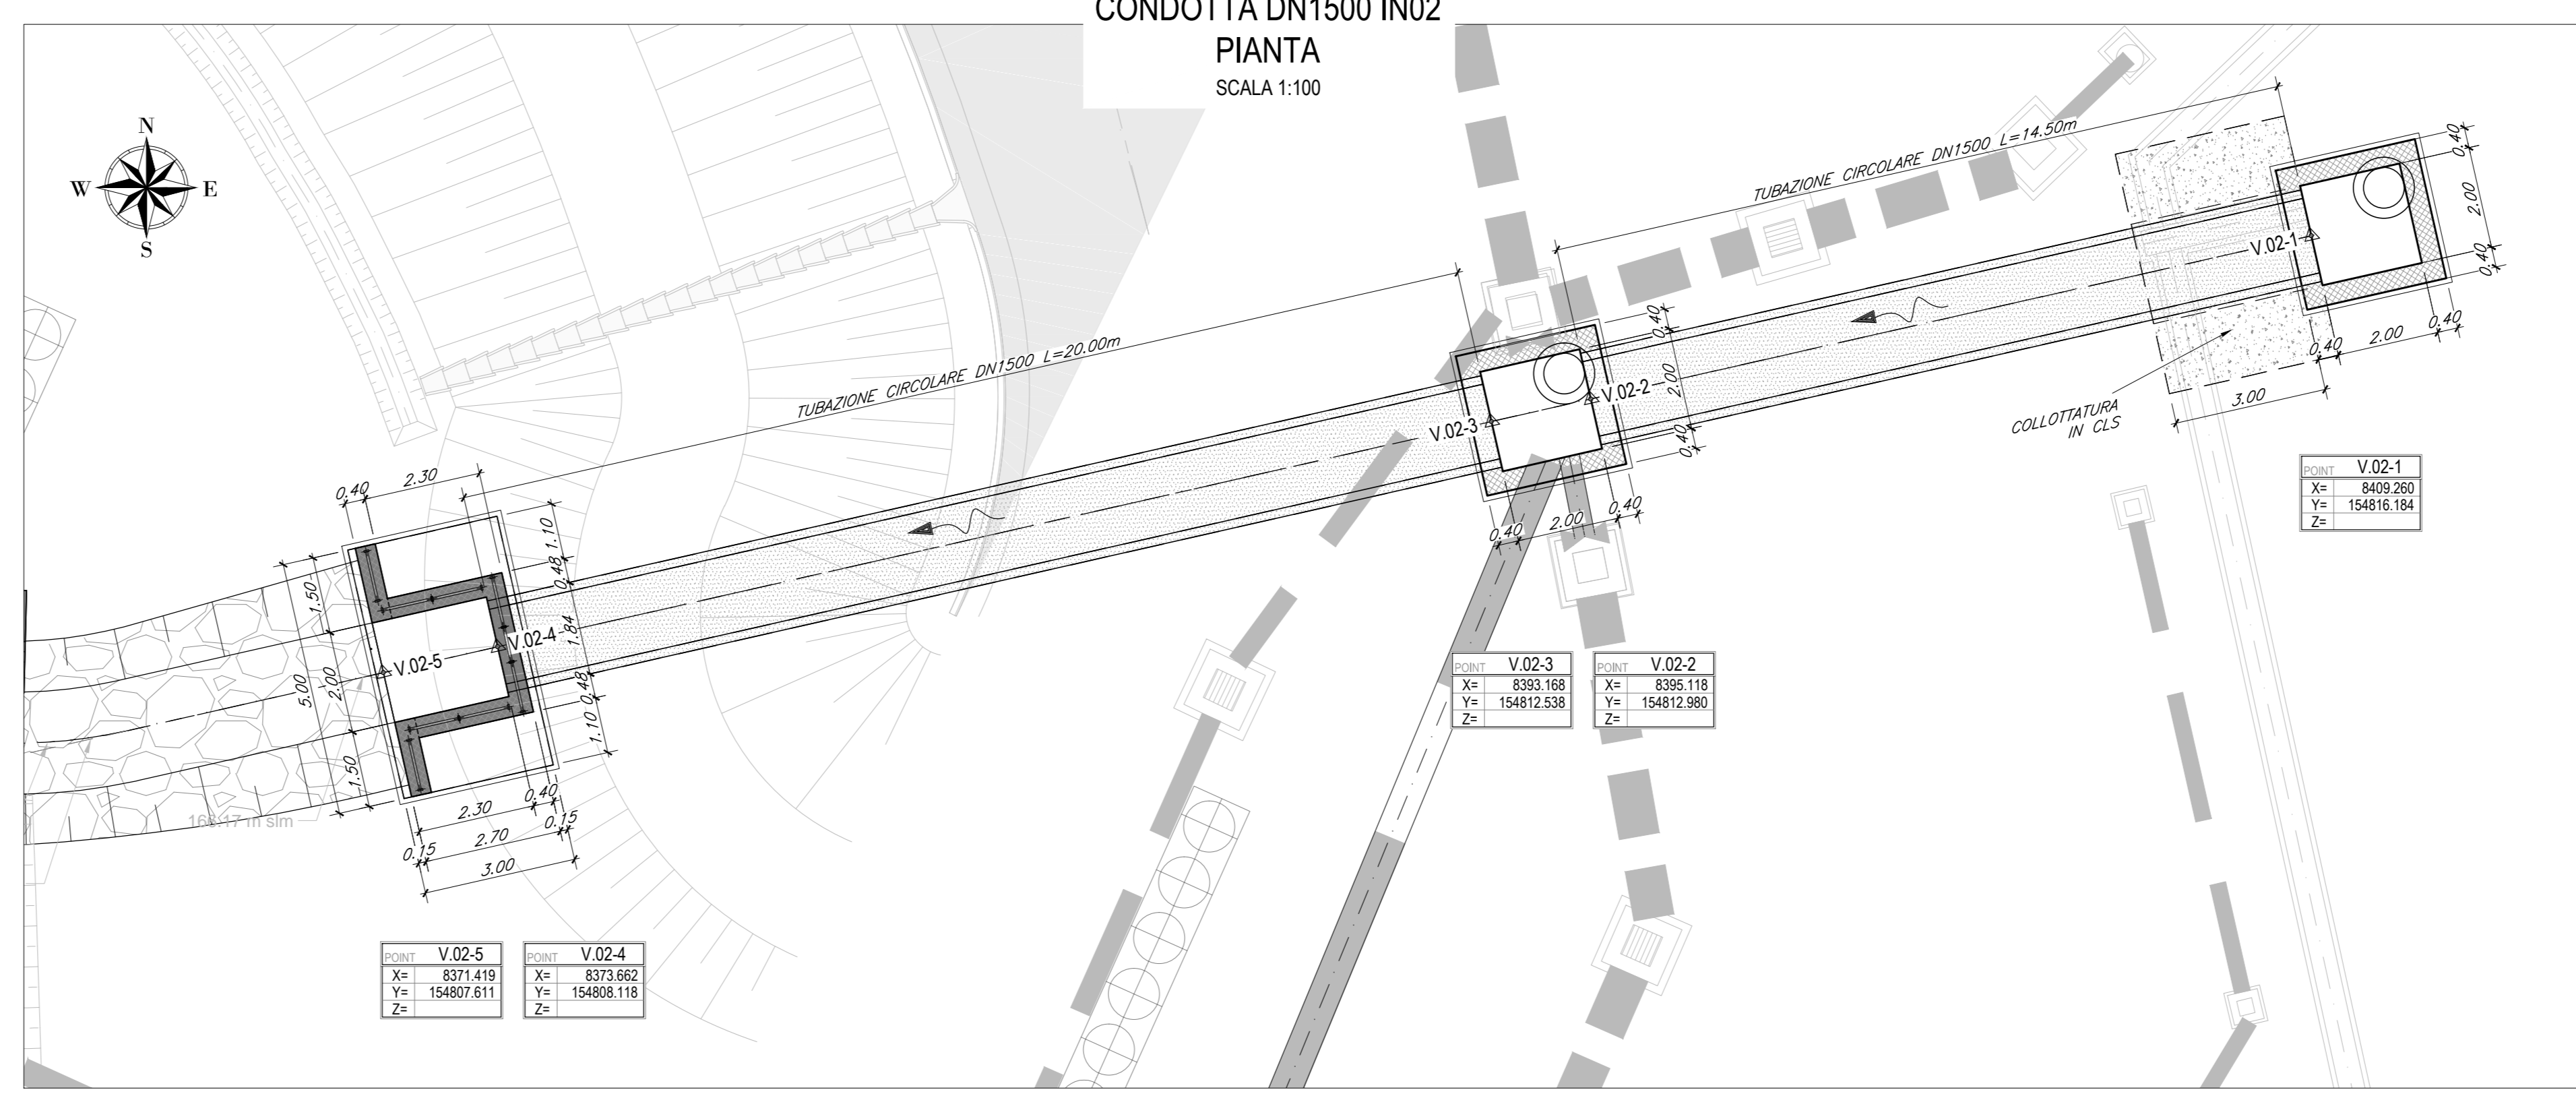 CONDOTTA DN1500 IN02
PIANTA
SCALA 1:100
N
W
E
S
TUBAZIONE CIRCOLARE DN1500 L=14.50m
TUBAZIONE CIRCOLARE DN1500 L=20.00m
0.40
2.00
0.40
V.02-1
0.40
2.00
0.40
3.00
COLLOTTATURA
IN CLS
0.40
2.00
0.40
V.02-2
V.02-3
0.40
2.00
0.40
0.40
2.30
1.10
0.48
1.84
0.48
1.10
V.02-4
V.02-5
1.50
5.00
2.00
1.50
2.30
0.40
2.70
0.15
0.15
3.00
166.17 m slm
POINT V.02-1
X= 8409.260
Y= 154816.184
Z=
POINT V.02-3
X= 8393.168
Y= 154812.538
Z=
POINT V.02-2
X= 8395.118
Y= 154812.980
Z=
POINT V.02-5
X= 8371.419
Y= 154807.611
Z=
POINT V.02-4
X= 8373.662
Y= 154808.118
Z=